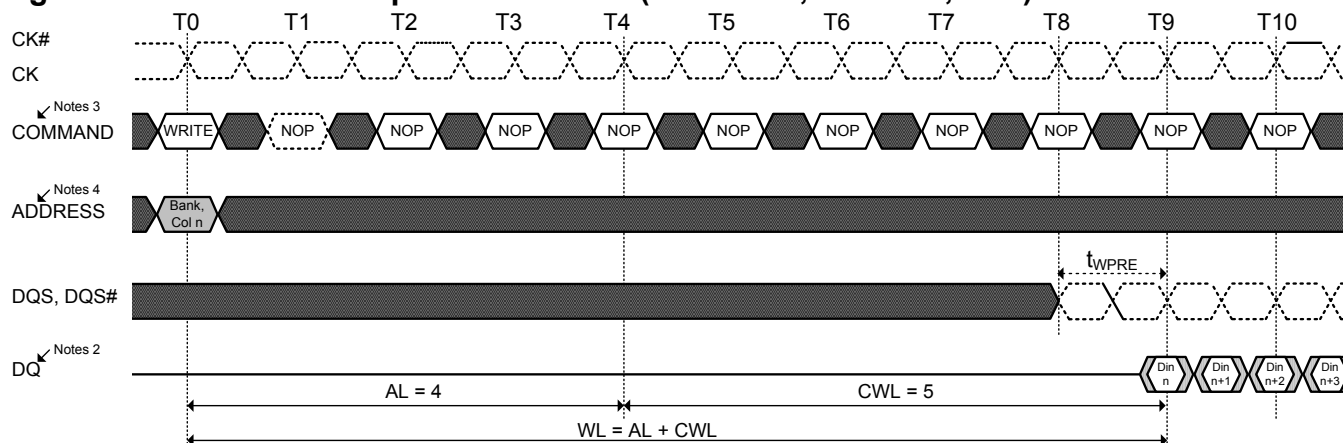 T0 T1 T2 T3 T4 T5 T6 T7 T8 T9 T10
CK#
CK
Notes 3
COMMAND WRITE NOP NOP NOP NOP NOP NOP NOP NOP NOP NOP
Notes 4
ADDRESS Bank,
Col n
tWPRE
DQS, DQS#
Notes 2
DQ Din n Din n+1 Din n+2 Din n+3
AL = 4 CWL = 5
WL = AL + CWL